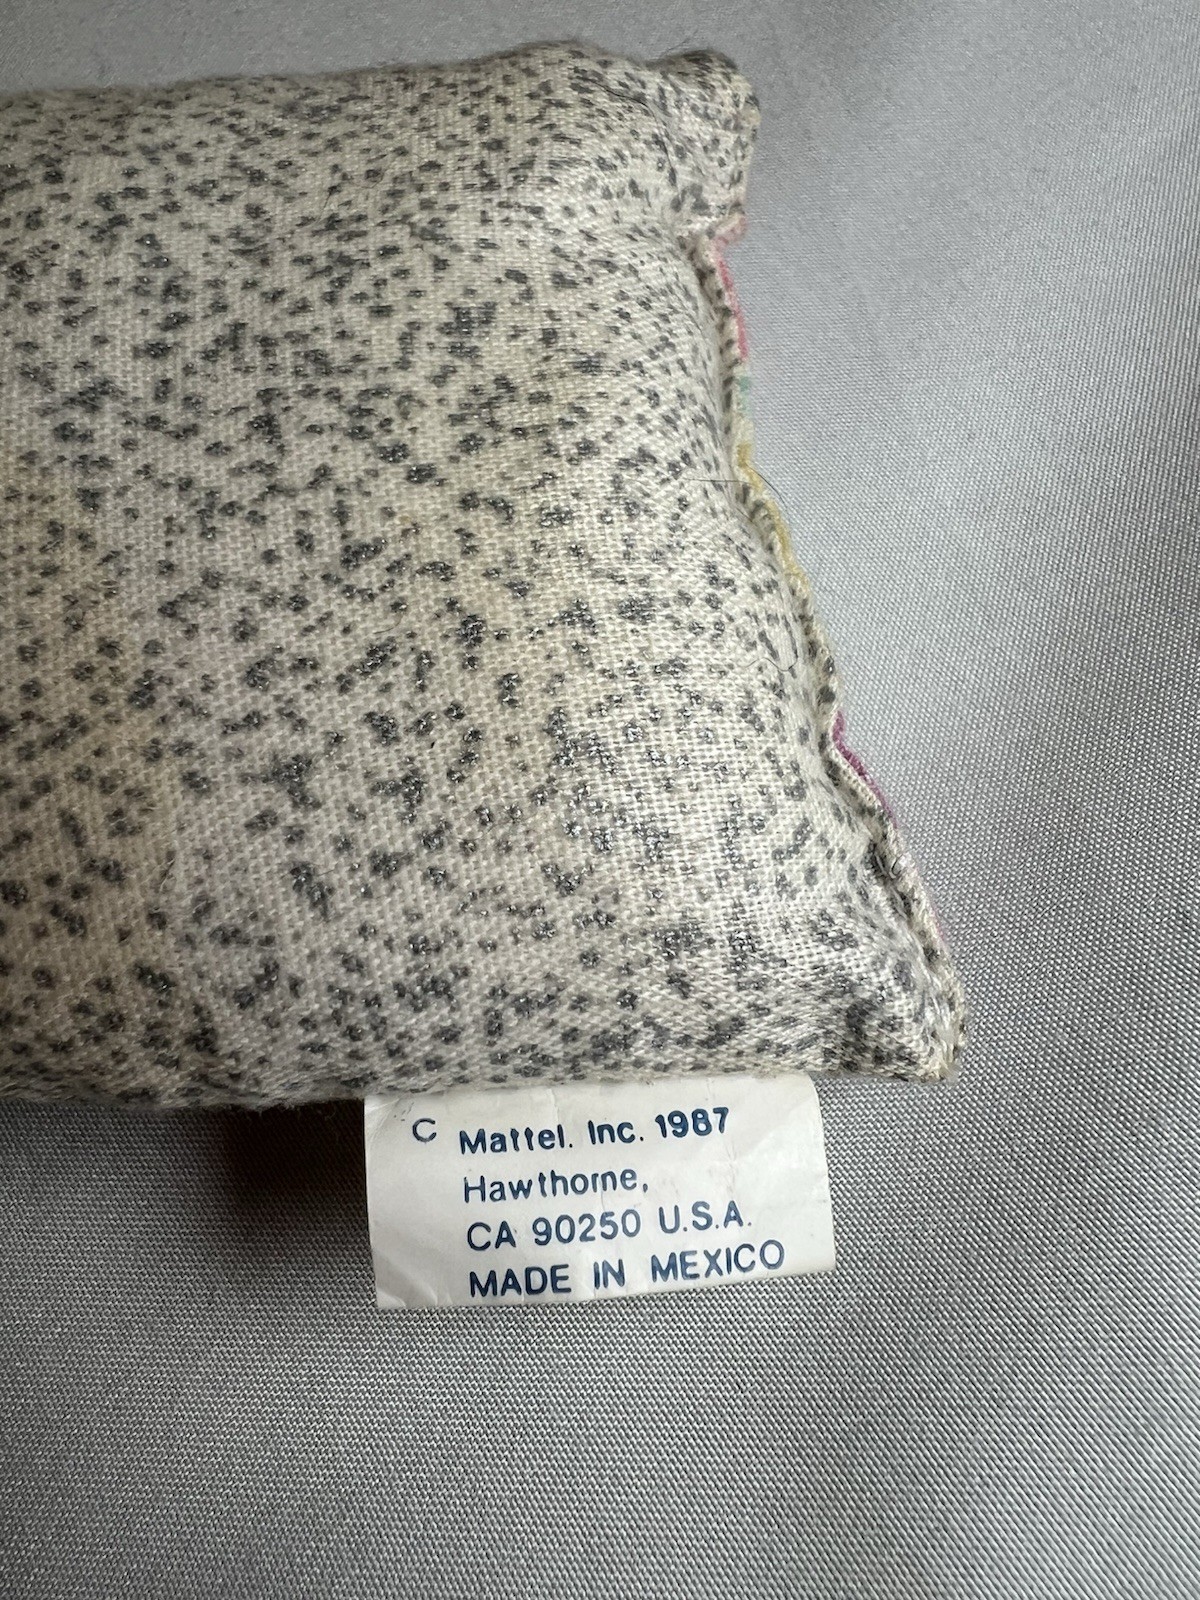 C Mattel. Inc. 1987
Hawthorne,
CA 90250 U.S.A.
MADE IN MEXICO